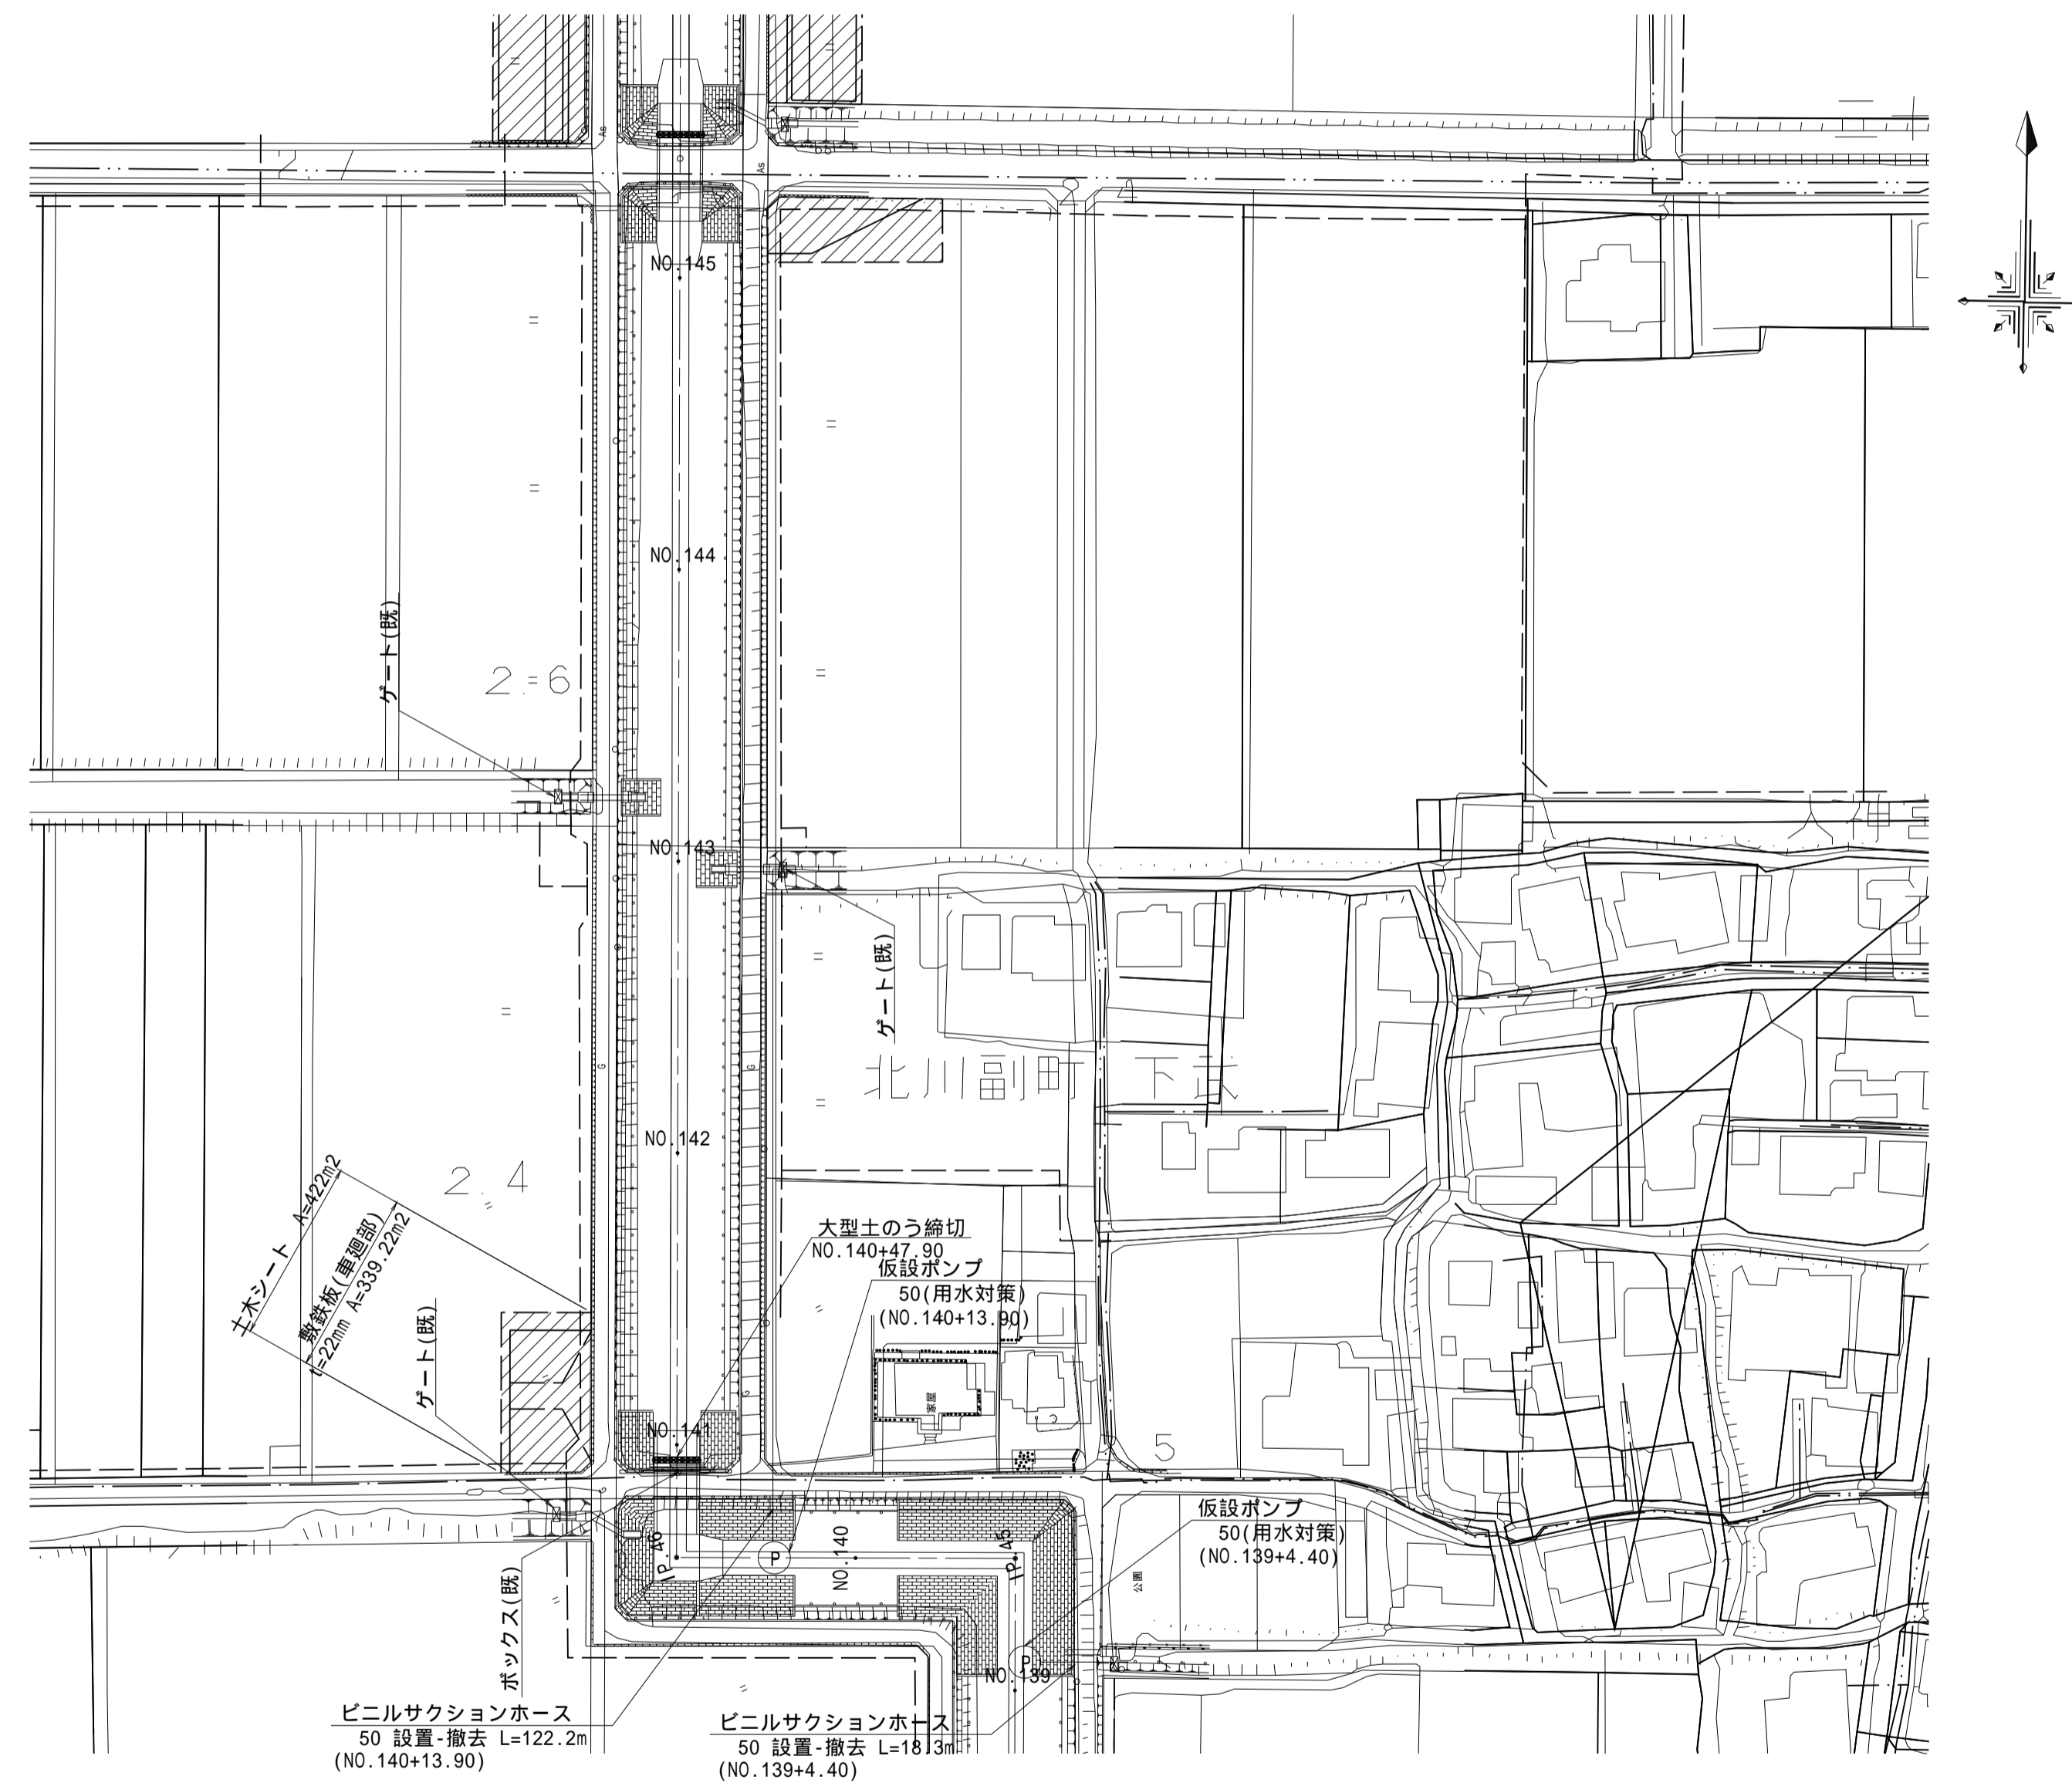 As
As
NO.145
NO.144
ゲート(既)
2.6
NO.143
ゲート(既)
北川副町 下武
G
G
NO.142
2.4
土木シート A=422m2
敷鉄板(車廻部)
t=22mm A=339.22m2
ゲート(既)
大型土のう締切
NO.140+47.90
仮設ポンプ
50(用水対策)
(NO.140+13.90)
家屋
G
NO.141
5
IP.46
P
NO.140
IP.45
仮設ポンプ
50(用水対策)
(NO.139+4.40)
公園
ボックス(既)
P
NO.139
ビニルサクションホース
50 設置-撤去 L=122.2m
(NO.140+13.90)
ビニルサクションホース
50 設置-撤去 L=18.3m
(NO.139+4.40)